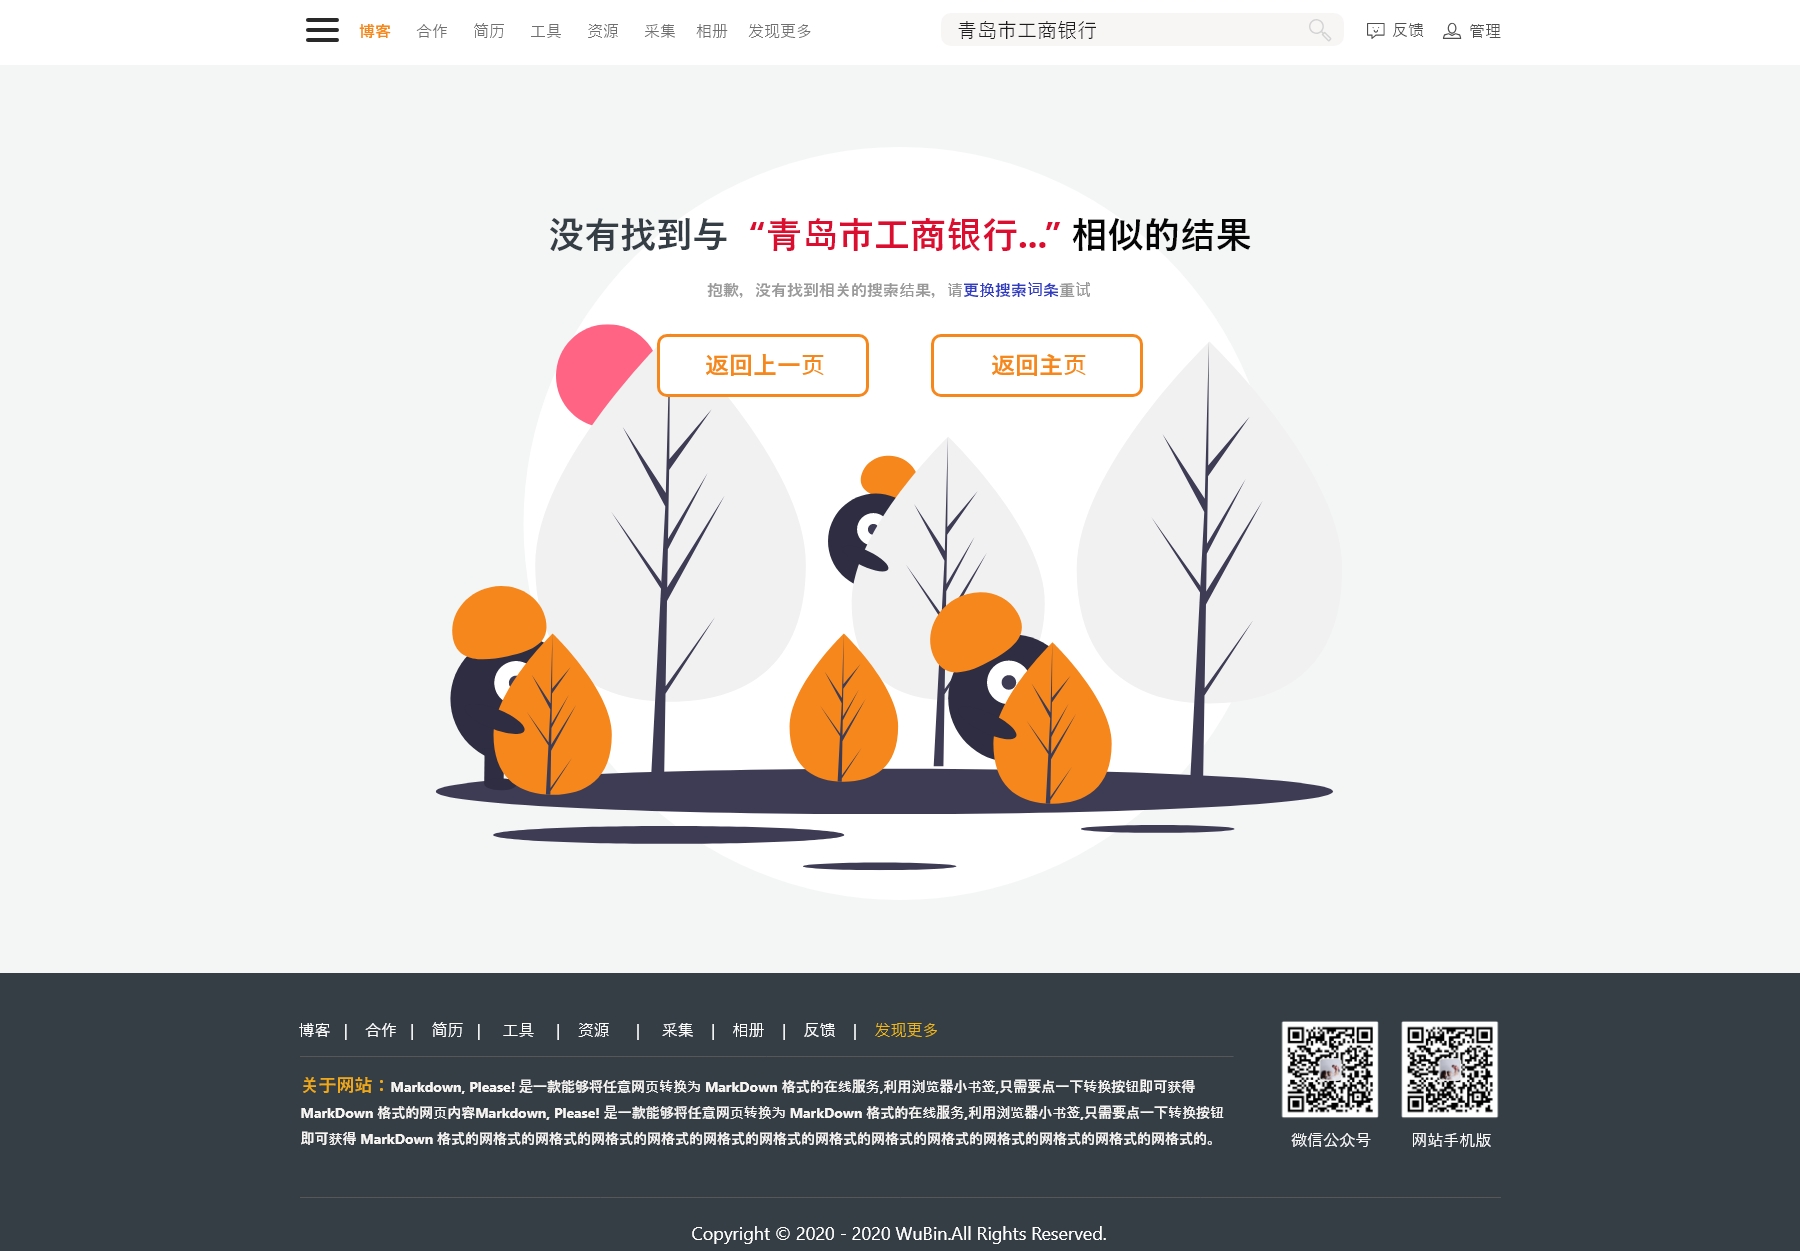 博客 合作 简历 工具 资源 采集 相册 发现更多 青岛市工商银行 反馈 管理
没有找到与 “青岛市工商银行...” 相似的结果
抱歉，没有找到相关的搜索结果，请更换搜索词条重试
返回上一页 返回主页
博客 | 合作 | 简历 | 工具 | 资源 | 采集 | 相册 | 反馈 | 发现更多
关于网站：Markdown, Please! 是一款能够将任意网页转换为 MarkDown 格式的在线服务,利用浏览器小书签,只需要点一下转换按钮即可获得
MarkDown 格式的网页内容Markdown, Please! 是一款能够将任意网页转换为 MarkDown 格式的在线服务,利用浏览器小书签,只需要点一下转换按钮
即可获得 MarkDown 格式的网格式的网格式的网格式的网格式的网格式的网格式的网格式的网格式的网格式的网格式的网格式的网格式的网格式的。
微信公众号 网站手机版
Copyright © 2020 - 2020 WuBin.All Rights Reserved.